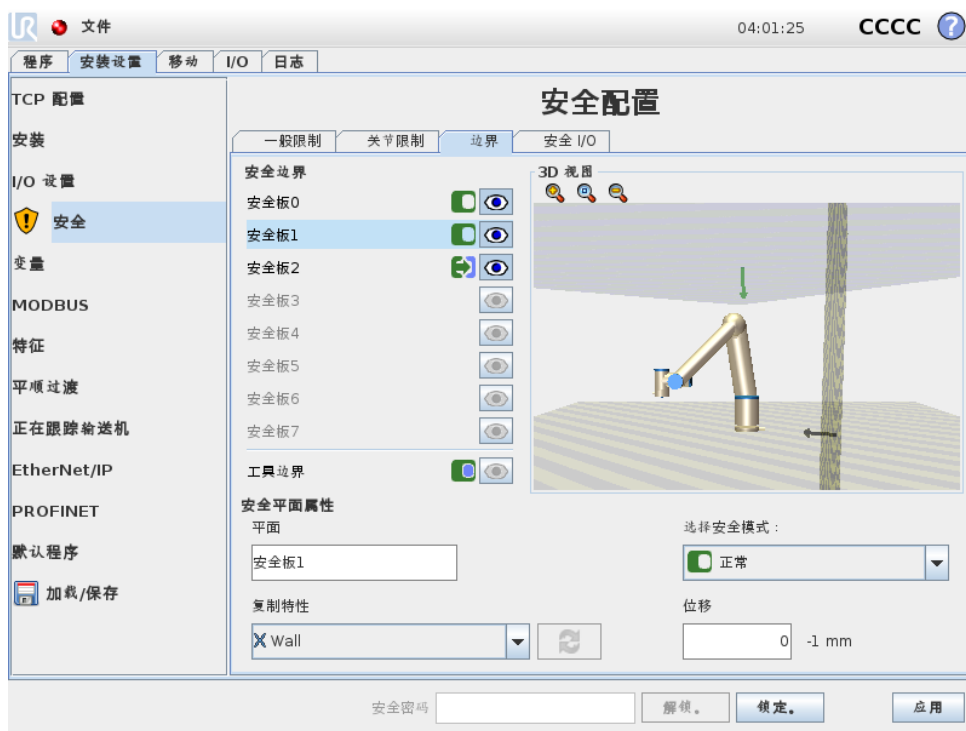 UR 文件 04:01:25 CCCC ?
程序 安装设置 移动 I/O 日志
TCP 配置
安装
I/O 设置
安全
变量
MODBUS
特征
平顺过渡
正在跟踪输送机
EtherNet/IP
PROFINET
默认程序
加载/保存
安全配置
一般限制 关节限制 边界 安全 I/O
安全边界
安全板0
安全板1
安全板2
安全板3
安全板4
安全板5
安全板6
安全板7
工具边界
3D 视图
安全平面属性
平面
安全板1
复制特性
Wall
选择安全模式：
正常
位移
0 -1 mm
安全密码 解锁。 锁定。 应用